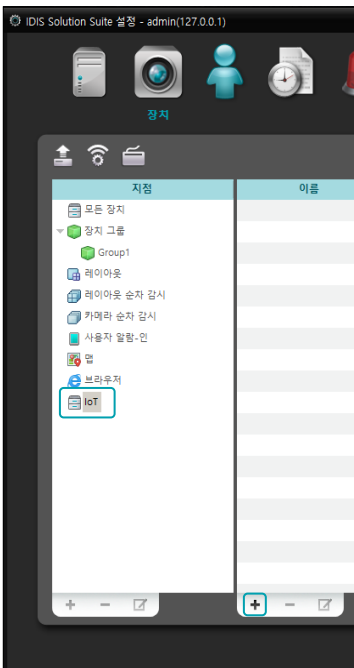 IDIS Solution Suite 설정 - admin(127.0.0.1)
장치
지점
이름
모든 장치
장치 그룹
Group1
레이아웃
레이아웃 순차 감시
카메라 순차 감시
사용자 알람-인
맵
브라우저
IoT